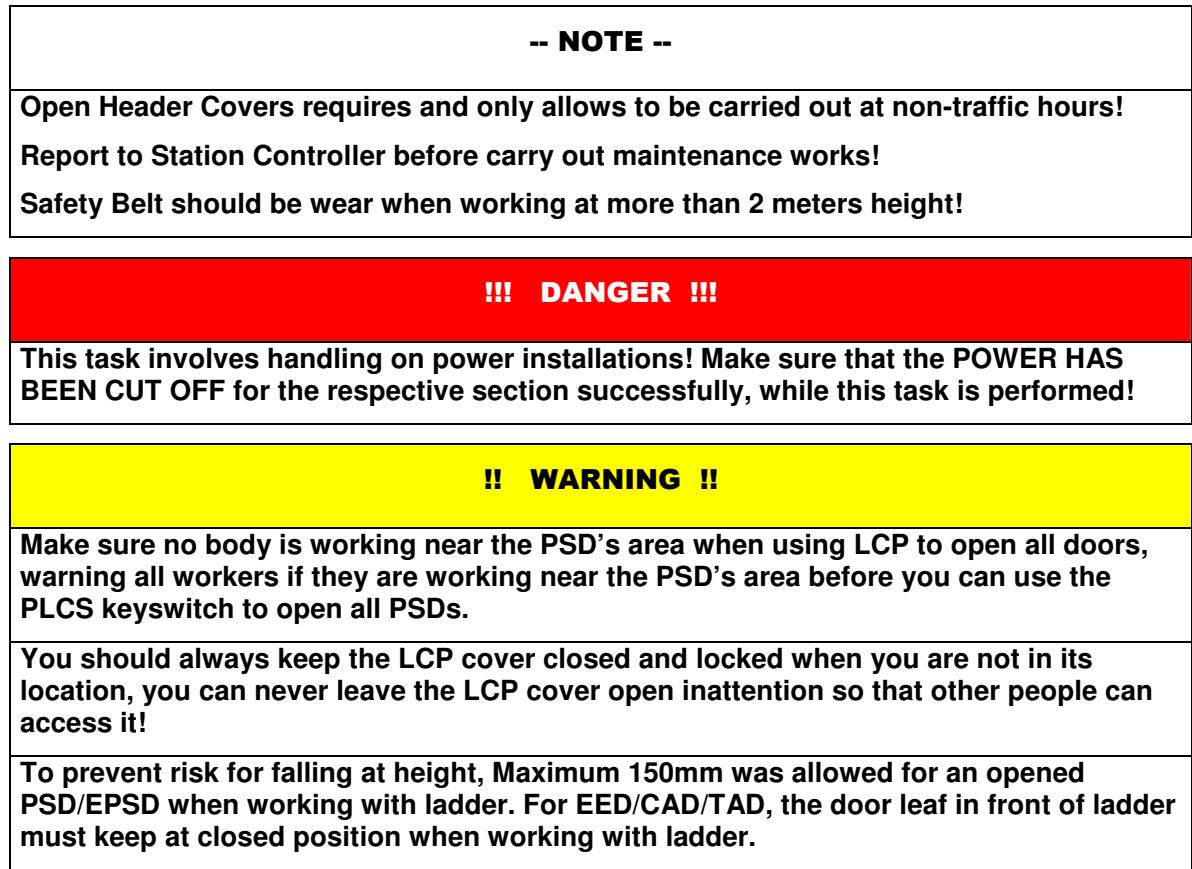 -- NOTE --
Open Header Covers requires and only allows to be carried out at non-traffic hours!
Report to Station Controller before carry out maintenance works!
Safety Belt should be wear when working at more than 2 meters height!
!!! DANGER !!!
This task involves handling on power installations! Make sure that the POWER HAS
BEEN CUT OFF for the respective section successfully, while this task is performed!
!! WARNING !!
Make sure no body is working near the PSD’s area when using LCP to open all doors,
warning all workers if they are working near the PSD’s area before you can use the
PLCS keyswitch to open all PSDs.
You should always keep the LCP cover closed and locked when you are not in its
location, you can never leave the LCP cover open inattention so that other people can
access it!
To prevent risk for falling at height, Maximum 150mm was allowed for an opened
PSD/EPSD when working with ladder. For EED/CAD/TAD, the door leaf in front of ladder
must keep at closed position when working with ladder.